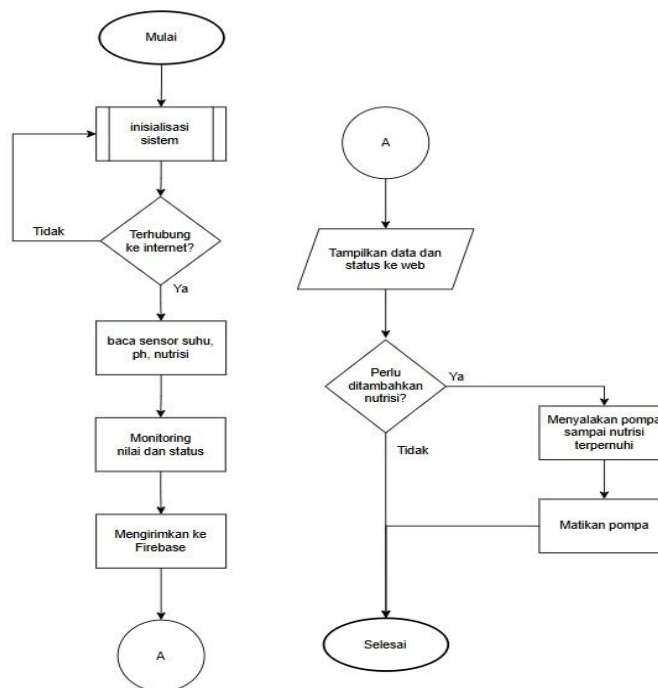 Mulai
inisialisasi
sistem
Terhubung
ke internet?
Tidak
Ya
baca sensor suhu,
ph, nutrisi
Monitoring
nilai dan status
Mengirimkan ke
Firebase
A
A
Tampilkan data dan
status ke web
Perlu
ditambahkan
nutrisi?
Ya
Tidak
Menyalakan pompa
sampai nutrisi
terpernuhi
Matikan pompa
Selesai